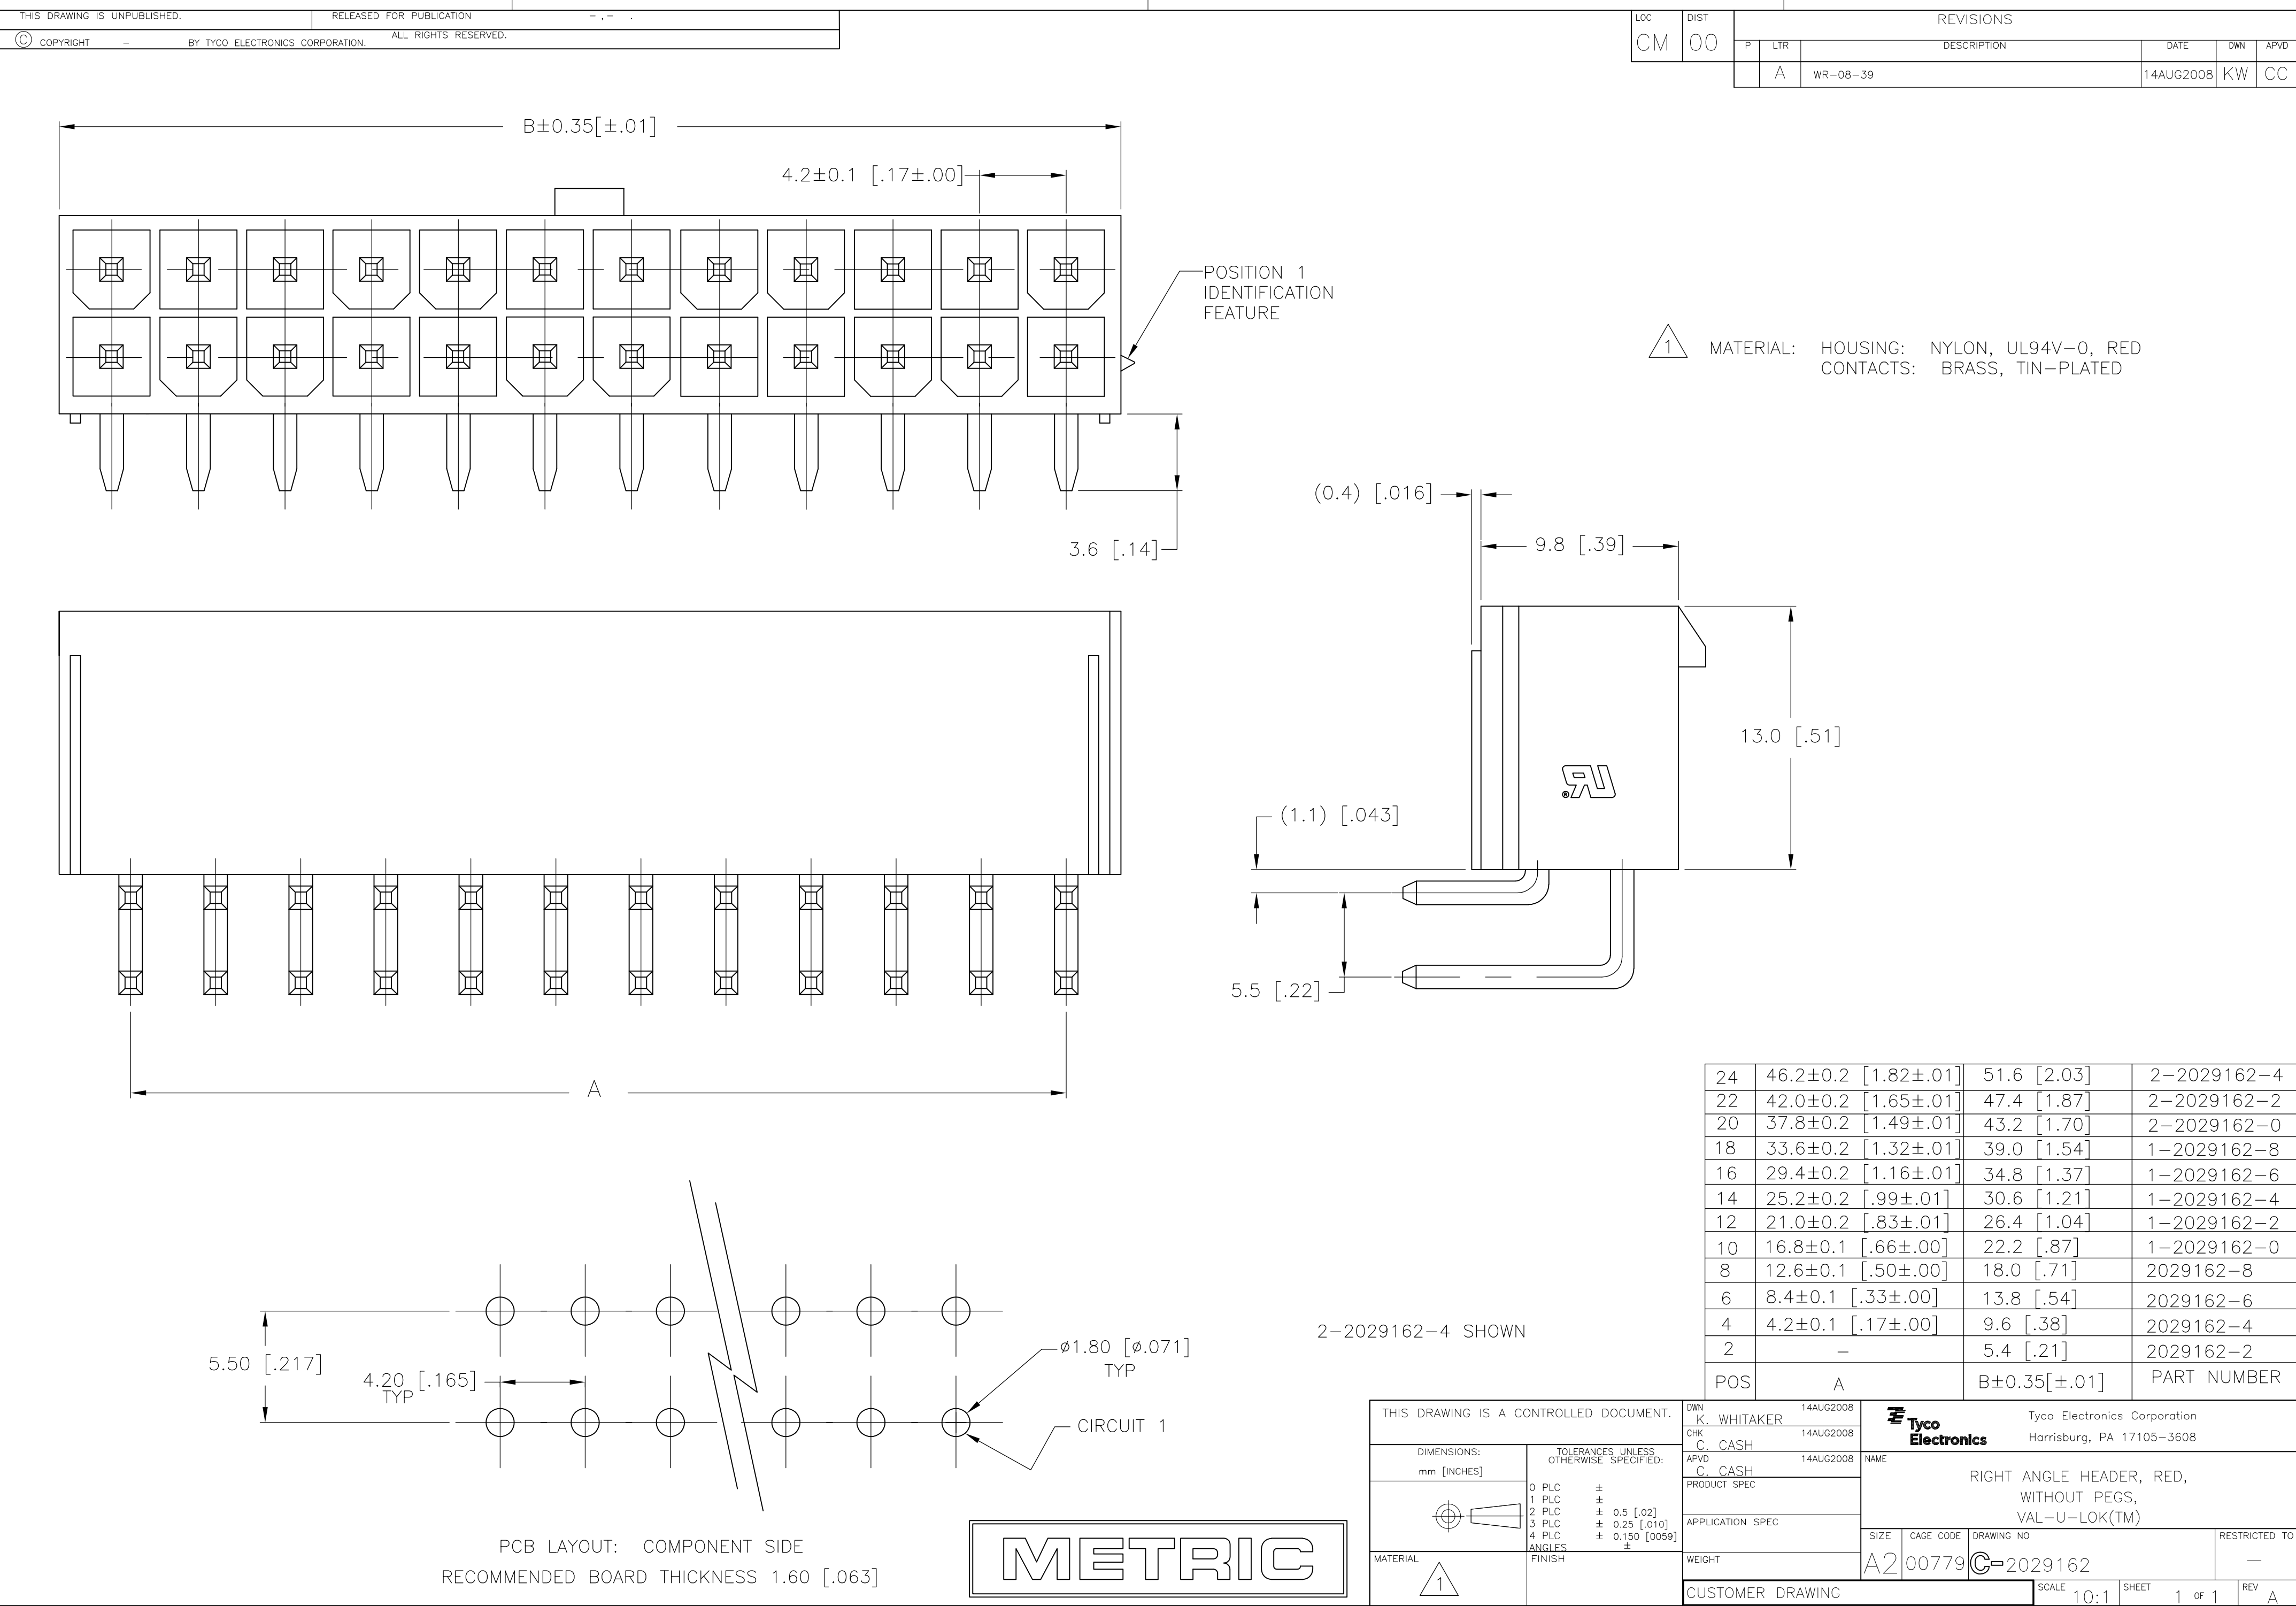 THIS DRAWING IS UNPUBLISHED. RELEASED FOR PUBLICATION – , – .
© COPYRIGHT – BY TYCO ELECTRONICS CORPORATION. ALL RIGHTS RESERVED.
LOC DIST REVISIONS
CM 00 P LTR DESCRIPTION DATE DWN APVD
A WR-08-39 14AUG2008 KW CC
B±0.35[±.01]
4.2±0.1 [.17±.00]
POSITION 1
IDENTIFICATION
FEATURE
1 MATERIAL: HOUSING: NYLON, UL94V-0, RED
CONTACTS: BRASS, TIN-PLATED
3.6 [.14]
(0.4) [.016]
9.8 [.39]
13.0 [.51]
(1.1) [.043]
5.5 [.22]
A
5.50 [.217]
4.20 [.165]
TYP
ø1.80 [ø.071]
TYP
CIRCUIT 1
PCB LAYOUT: COMPONENT SIDE
RECOMMENDED BOARD THICKNESS 1.60 [.063]
METRIC
2-2029162-4 SHOWN
24 46.2±0.2 [1.82±.01] 51.6 [2.03] 2-2029162-4
22 42.0±0.2 [1.65±.01] 47.4 [1.87] 2-2029162-2
20 37.8±0.2 [1.49±.01] 43.2 [1.70] 2-2029162-0
18 33.6±0.2 [1.32±.01] 39.0 [1.54] 1-2029162-8
16 29.4±0.2 [1.16±.01] 34.8 [1.37] 1-2029162-6
14 25.2±0.2 [.99±.01] 30.6 [1.21] 1-2029162-4
12 21.0±0.2 [.83±.01] 26.4 [1.04] 1-2029162-2
10 16.8±0.1 [.66±.00] 22.2 [.87] 1-2029162-0
8 12.6±0.1 [.50±.00] 18.0 [.71] 2029162-8
6 8.4±0.1 [.33±.00] 13.8 [.54] 2029162-6
4 4.2±0.1 [.17±.00] 9.6 [.38] 2029162-4
2 – 5.4 [.21] 2029162-2
POS A B±0.35[±.01] PART NUMBER
THIS DRAWING IS A CONTROLLED DOCUMENT.
DIMENSIONS:
mm [INCHES]
TOLERANCES UNLESS
OTHERWISE SPECIFIED:
0 PLC ±
1 PLC ±
2 PLC ± 0.5 [.02]
3 PLC ± 0.25 [.010]
4 PLC ± 0.150 [0059]
ANGLES ±
MATERIAL
1
FINISH
DWN 14AUG2008
K. WHITAKER
CHK 14AUG2008
C. CASH
APVD 14AUG2008
C. CASH
PRODUCT SPEC
APPLICATION SPEC
WEIGHT
CUSTOMER DRAWING
Tyco
Electronics
Tyco Electronics Corporation
Harrisburg, PA 17105-3608
NAME
RIGHT ANGLE HEADER, RED,
WITHOUT PEGS,
VAL-U-LOK(TM)
SIZE CAGE CODE DRAWING NO RESTRICTED TO
A2 00779 C-2029162 –
SCALE 10:1 SHEET 1 OF 1 REV A